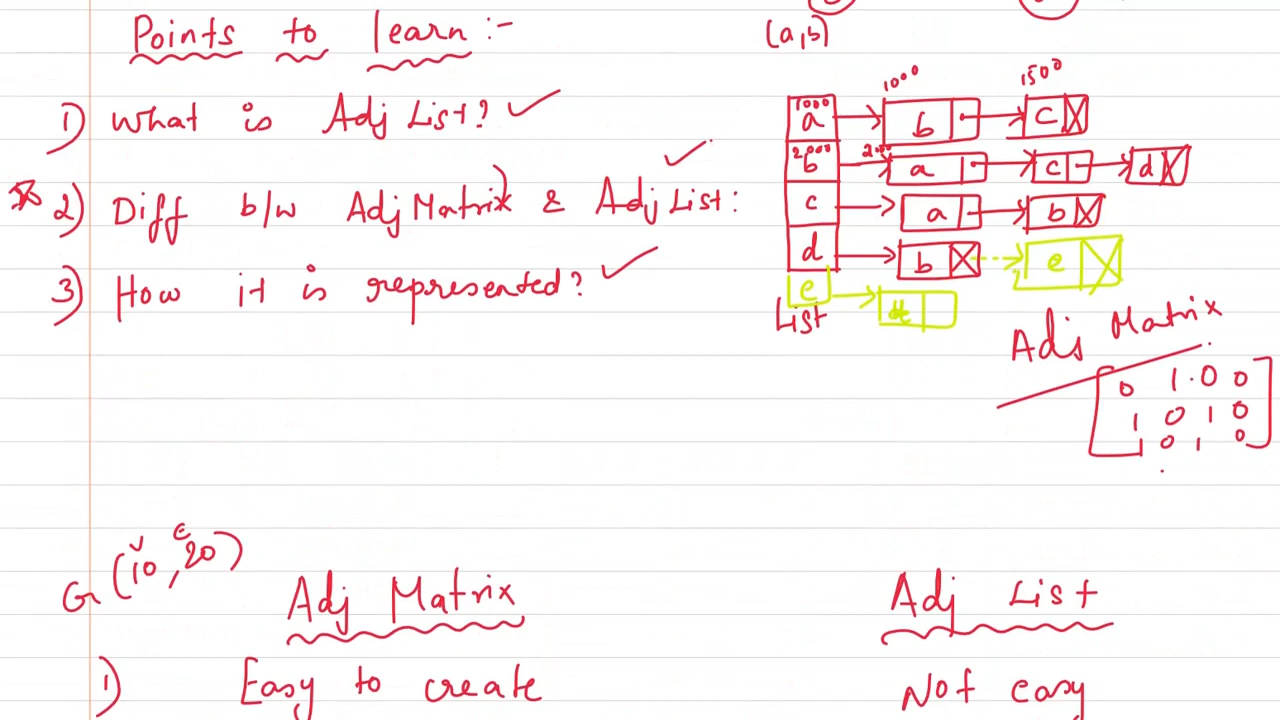 Points to learn :-
(a,b)
1) What is Adj List? ✓
2) Diff b/w Adj Matrix & Adj List : ✓
3) How it is represented? ✓
1000 1500
1000
a b c
2000
b a c d
c a b
d b e
e
List
Adj Matrix
0 1 0 0
1 0 1 0
1 0 1 0
V E
G (10, 20)
Adj Matrix Adj List
1) Easy to create Not easy